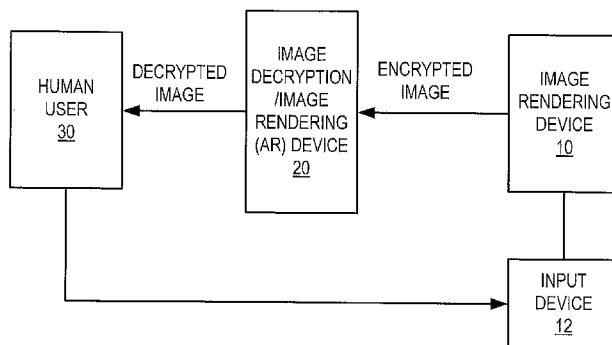 HUMAN
USER
30
DECRYPTED
IMAGE
IMAGE
DECRYPTION
/IMAGE
RENDERING
(AR) DEVICE
20
ENCRYPTED
IMAGE
IMAGE
RENDERING
DEVICE
10
INPUT
DEVICE
12